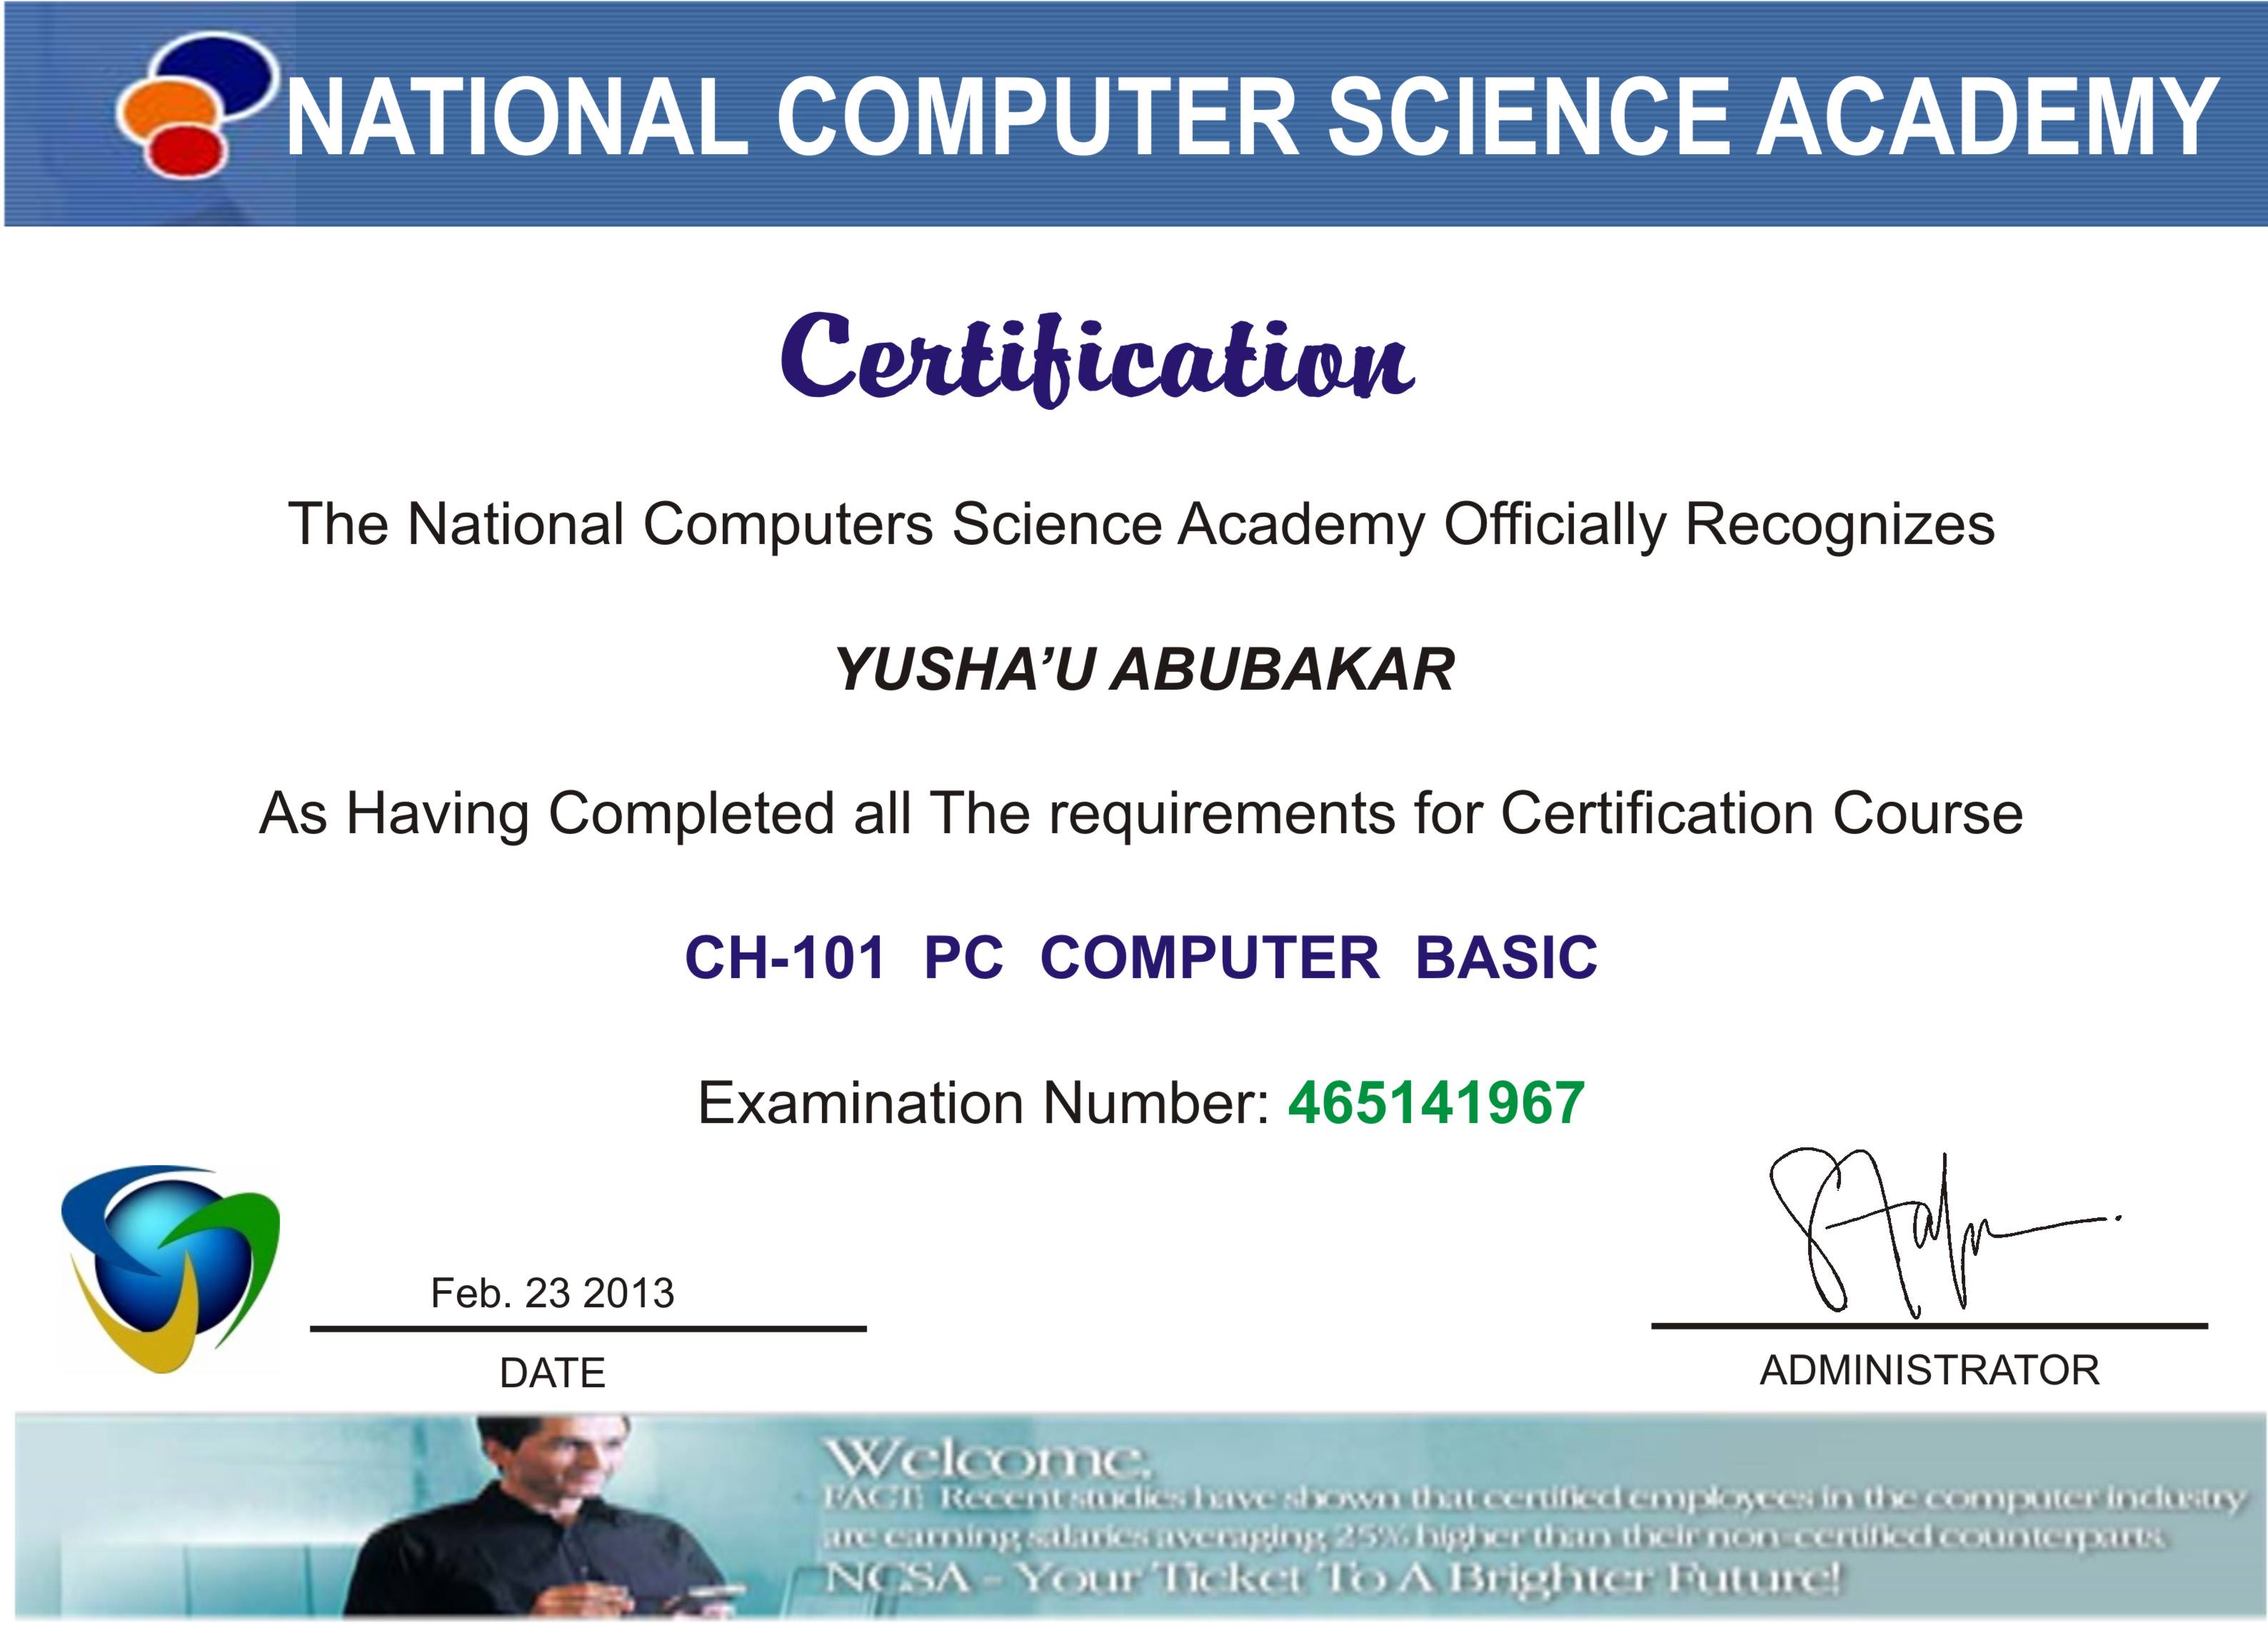 NATIONAL COMPUTER SCIENCE ACADEMY
Certification
The National Computers Science Academy Officially Recognizes
YUSHA’U ABUBAKAR
As Having Completed all The requirements for Certification Course
CH-101 PC COMPUTER BASIC
Examination Number: 465141967
Feb. 23 2013
DATE
ADMINISTRATOR
Welcome,
FACT: Recent studies have shown that certified employees in the computer industry
are earning salaries averaging 25% higher than their non-certified counterparts.
NCSA - Your Ticket To A Brighter Future!